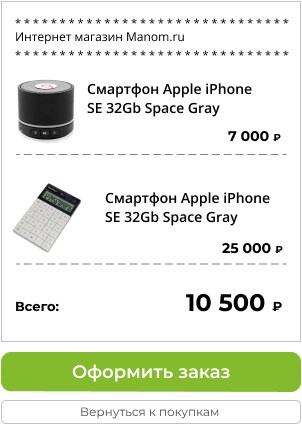 * * * * * * * * * * * * * * * * * * * * * * * * * * * * * * * * * * *
Интернет магазин Manom.ru
* * * * * * * * * * * * * * * * * * * * * * * * * * * * * * * * * * *
Смартфон Apple iPhone
SE 32Gb Space Gray
7 000 ₽
Смартфон Apple iPhone
SE 32Gb Space Gray
25 000 ₽
Всего: 10 500 ₽
Оформить заказ
Вернуться к покупкам